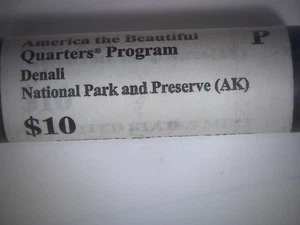 America the Beautiful P
Quarters® Program
Denali
National Park and Preserve (AK)
$10